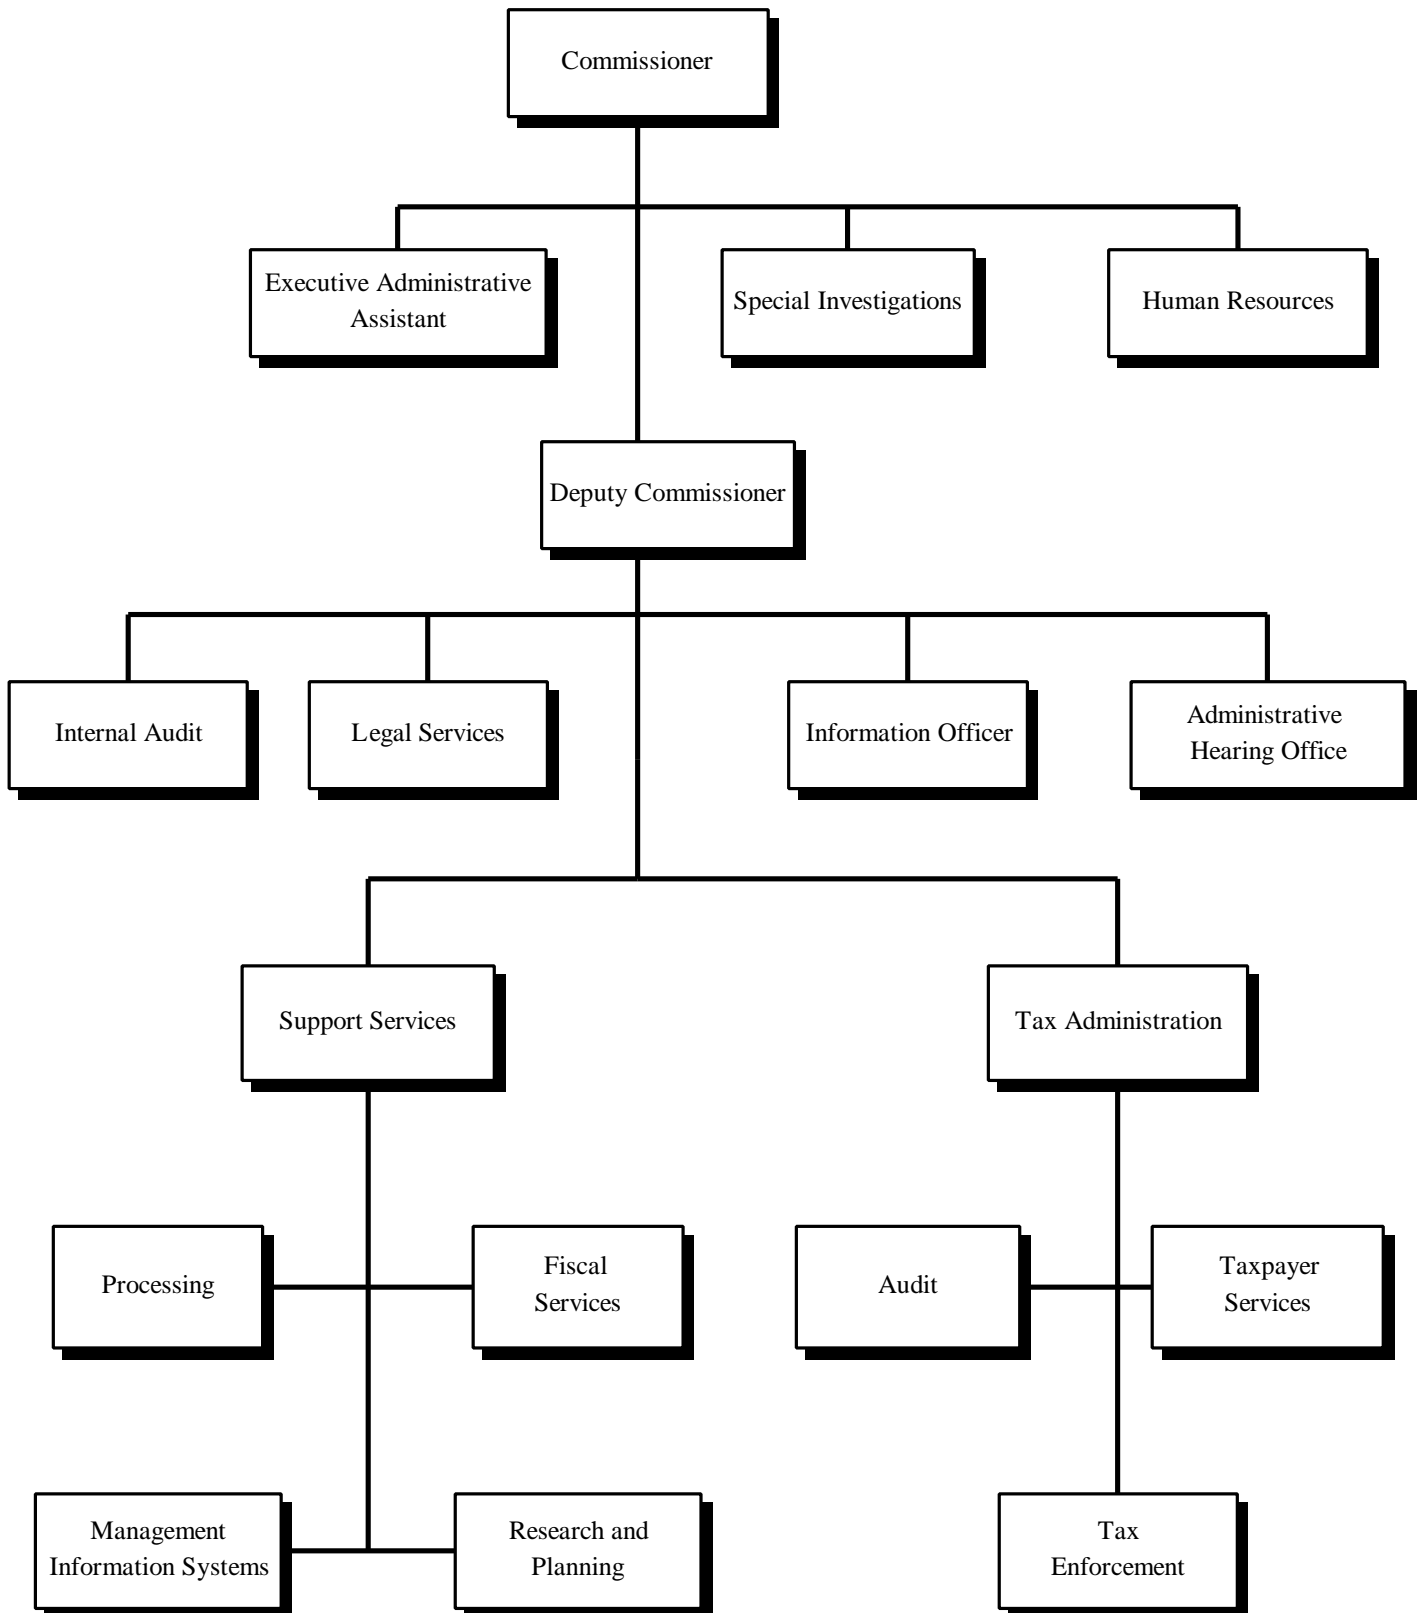 Commissioner
Executive Administrative
Assistant
Special Investigations
Human Resources
Deputy Commissioner
Internal Audit
Legal Services
Information Officer
Administrative
Hearing Office
Support Services
Tax Administration
Processing
Fiscal
Services
Audit
Taxpayer
Services
Management
Information Systems
Research and
Planning
Tax
Enforcement